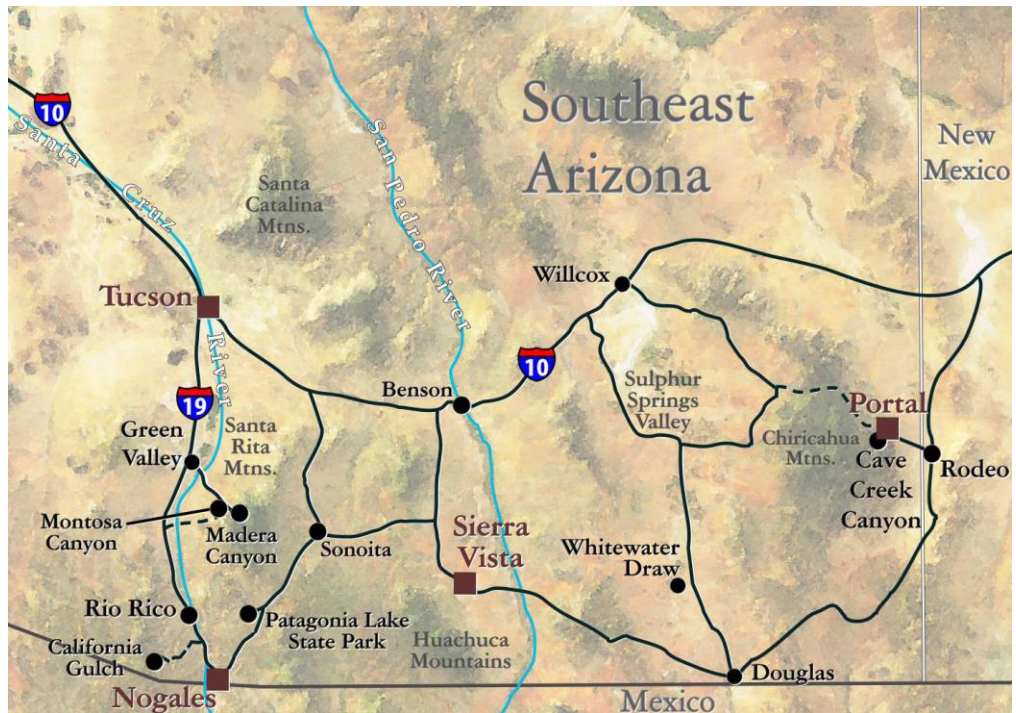 10
Southeast
Arizona
New
Mexico
Santa
Cruz
River
San Pedro River
Santa
Catalina
Mtns.
Willcox
Tucson
10
19
Benson
Sulphur
Springs
Valley
Portal
Chiricahua
Mtns.
Cave
Creek
Canyon
Rodeo
Green
Valley
Santa
Rita
Mtns.
Montosa
Canyon
Madera
Canyon
Sonoita
Sierra
Vista
Whitewater
Draw
Rio Rico
Patagonia Lake
State Park
California
Gulch
Huachuca
Mountains
Nogales
Douglas
Mexico